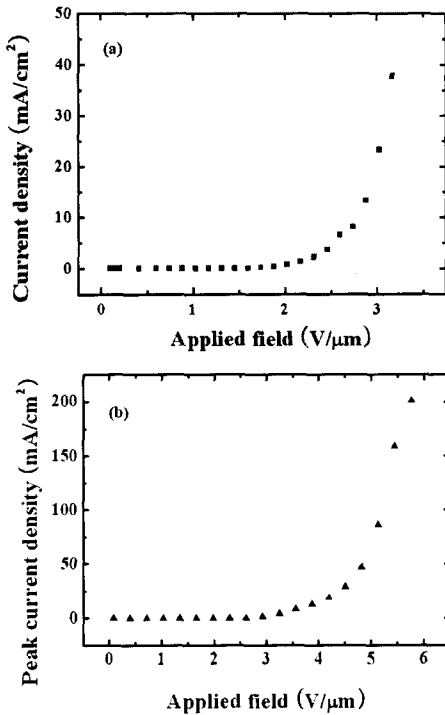 (a)
Current density (mA/cm²)
50
40
30
20
10
0
0 1 2 3
Applied field (V/μm)
(b)
Peak current density (mA/cm²)
200
150
100
50
0
0 1 2 3 4 5 6
Applied field (V/μm)